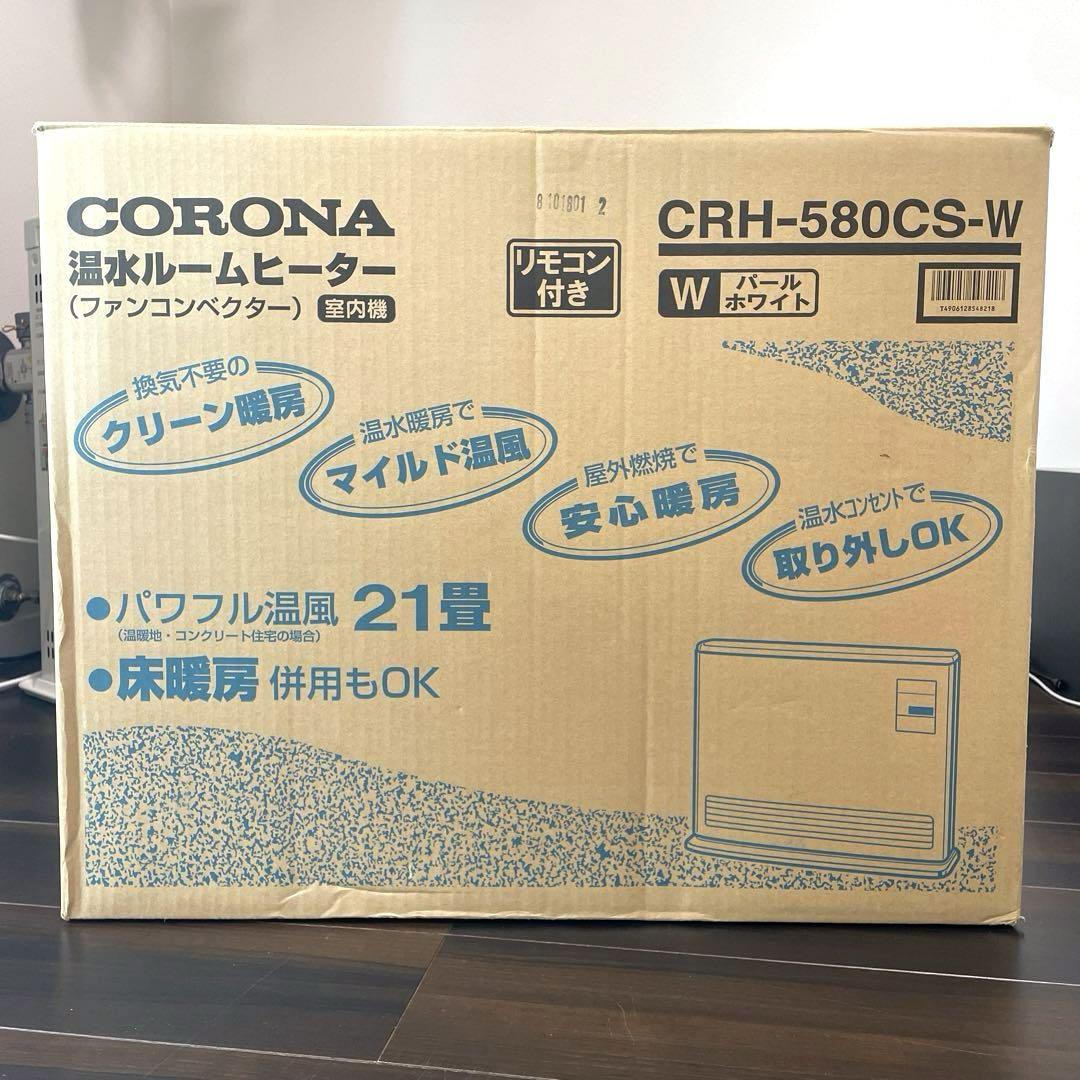 CORONA
温水ルームヒーター
(ファンコンベクター) 室内機
8101801 2
リモコン
付き
CRH-580CS-W
W パール
ホワイト
T4906128548218
換気不要の
クリーン暖房
温水暖房で
マイルド温風
屋外燃焼で
安心暖房
温水コンセントで
取り外しOK
●パワフル温風 21畳
(温暖地・コンクリート住宅の場合)
●床暖房 併用もOK